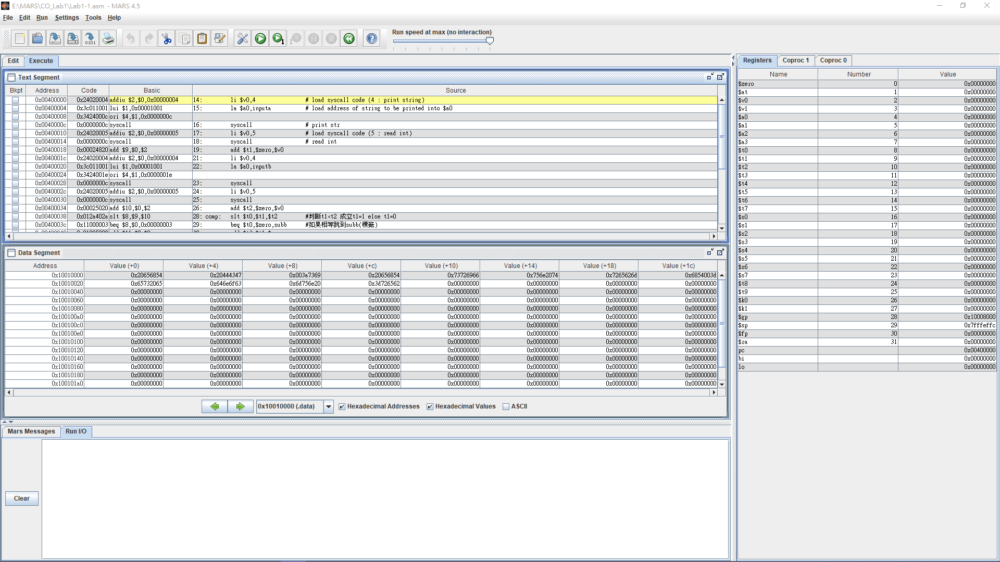 E:\MARS\CO_Lab1\Lab1-1.asm - MARS 4.5
File Edit Run Settings Tools Help
Run speed at max (no interaction)
Edit Execute
Text Segment
Bkpt Address Code Basic Source
0x00400000 0x24020004 addiu $2,$0,0x00000004 14: li $v0,4 # load syscall code (4 : print string)
0x00400004 0x3c011001 lui $1,0x00001001 15: la $a0,inputa # load address of string to be printed into $a0
0x00400008 0x3424000c ori $4,$1,0x0000000c
0x0040000c 0x0000000c syscall 16: syscall # print str
0x00400010 0x24020005 addiu $2,$0,0x00000005 17: li $v0,5 # load syscall code (5 : read int)
0x00400014 0x0000000c syscall 18: syscall # read int
0x00400018 0x00024820 add $9,$0,$2 19: add $t1,$zero,$v0
0x0040001c 0x24020004 addiu $2,$0,0x00000004 21: li $v0,4
0x00400020 0x3c011001 lui $1,0x00001001 22: la $a0,inputb
0x00400024 0x3424001e ori $4,$1,0x0000001e
0x00400028 0x0000000c syscall 23: syscall
0x0040002c 0x24020005 addiu $2,$0,0x00000005 24: li $v0,5
0x00400030 0x0000000c syscall 25: syscall
0x00400034 0x00025020 add $10,$0,$2 26: add $t2,$zero,$v0
0x00400038 0x012a402a slt $8,$9,$10 28: comp: slt $t0,$t1,$t2 #判斷t1<t2 成立t1=1 else t1=0
0x0040003c 0x11000003 beq $8,$0,0x00000003 29: beq $t0,$zero,subb #如果相等跳到subb(標籤)
Data Segment
Address Value (+0) Value (+4) Value (+8) Value (+c) Value (+10) Value (+14) Value (+18) Value (+1c)
0x10010000 0x20656854 0x20444347 0x003a7369 0x20656854 0x73726966 0x756e2074 0x7265626d 0x6854003d
0x10010020 0x65732065 0x646e6f63 0x6d756e20 0x3d726562 0x00000000 0x00000000 0x00000000 0x00000000
0x10010040 0x00000000 0x00000000 0x00000000 0x00000000 0x00000000 0x00000000 0x00000000 0x00000000
0x10010060 0x00000000 0x00000000 0x00000000 0x00000000 0x00000000 0x00000000 0x00000000 0x00000000
0x10010080 0x00000000 0x00000000 0x00000000 0x00000000 0x00000000 0x00000000 0x00000000 0x00000000
0x100100a0 0x00000000 0x00000000 0x00000000 0x00000000 0x00000000 0x00000000 0x00000000 0x00000000
0x100100c0 0x00000000 0x00000000 0x00000000 0x00000000 0x00000000 0x00000000 0x00000000 0x00000000
0x100100e0 0x00000000 0x00000000 0x00000000 0x00000000 0x00000000 0x00000000 0x00000000 0x00000000
0x10010100 0x00000000 0x00000000 0x00000000 0x00000000 0x00000000 0x00000000 0x00000000 0x00000000
0x10010120 0x00000000 0x00000000 0x00000000 0x00000000 0x00000000 0x00000000 0x00000000 0x00000000
0x10010140 0x00000000 0x00000000 0x00000000 0x00000000 0x00000000 0x00000000 0x00000000 0x00000000
0x10010160 0x00000000 0x00000000 0x00000000 0x00000000 0x00000000 0x00000000 0x00000000 0x00000000
0x10010180 0x00000000 0x00000000 0x00000000 0x00000000 0x00000000 0x00000000 0x00000000 0x00000000
0x100101a0 0x00000000 0x00000000 0x00000000 0x00000000 0x00000000 0x00000000 0x00000000 0x00000000
0x10010000 (.data) Hexadecimal Addresses Hexadecimal Values ASCII
Mars Messages Run I/O
Clear
Registers Coproc 1 Coproc 0
Name Number Value
$zero 0 0x00000000
$at 1 0x00000000
$v0 2 0x00000000
$v1 3 0x00000000
$a0 4 0x00000000
$a1 5 0x00000000
$a2 6 0x00000000
$a3 7 0x00000000
$t0 8 0x00000000
$t1 9 0x00000000
$t2 10 0x00000000
$t3 11 0x00000000
$t4 12 0x00000000
$t5 13 0x00000000
$t6 14 0x00000000
$t7 15 0x00000000
$s0 16 0x00000000
$s1 17 0x00000000
$s2 18 0x00000000
$s3 19 0x00000000
$s4 20 0x00000000
$s5 21 0x00000000
$s6 22 0x00000000
$s7 23 0x00000000
$t8 24 0x00000000
$t9 25 0x00000000
$k0 26 0x00000000
$k1 27 0x00000000
$gp 28 0x10008000
$sp 29 0x7fffeffc
$fp 30 0x00000000
$ra 31 0x00000000
pc 0x00400000
hi 0x00000000
lo 0x00000000